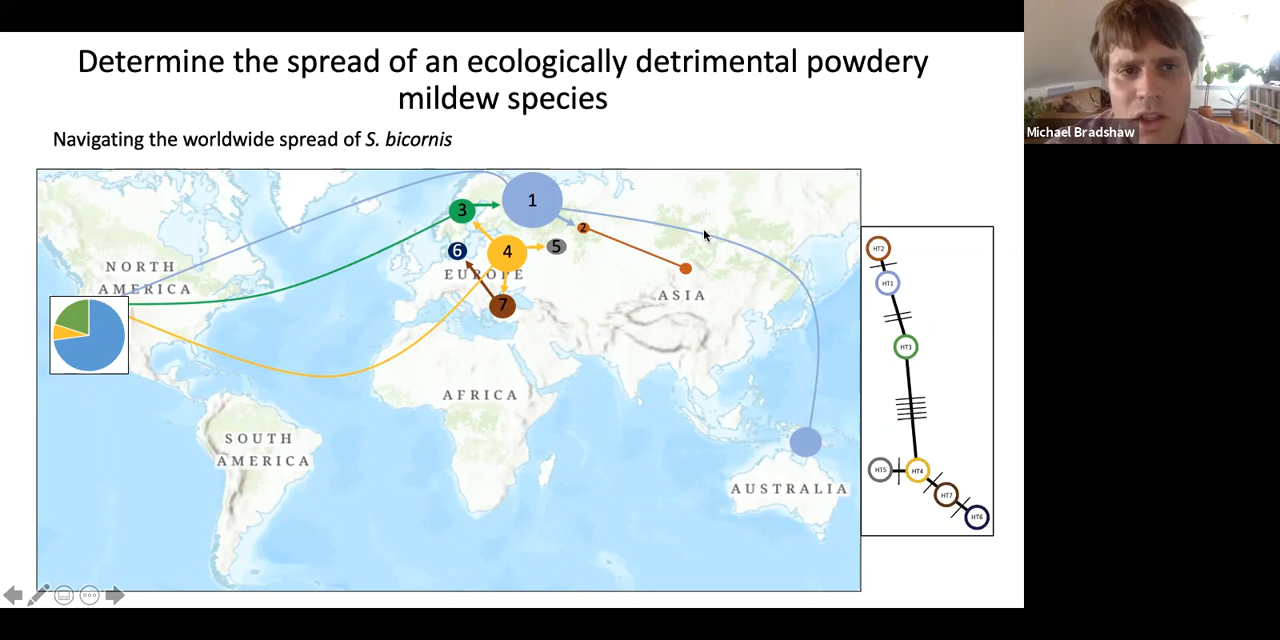 Determine the spread of an ecologically detrimental powdery
mildew species
Navigating the worldwide spread of S. bicornis
Michael Bradshaw
1
3
2
6
4
5
EUROPE
7
NORTH
AMERICA
ASIA
AFRICA
SOUTH
AMERICA
AUSTRALIA
HT2
HT1
HT3
HT5
HT4
HT7
HT6